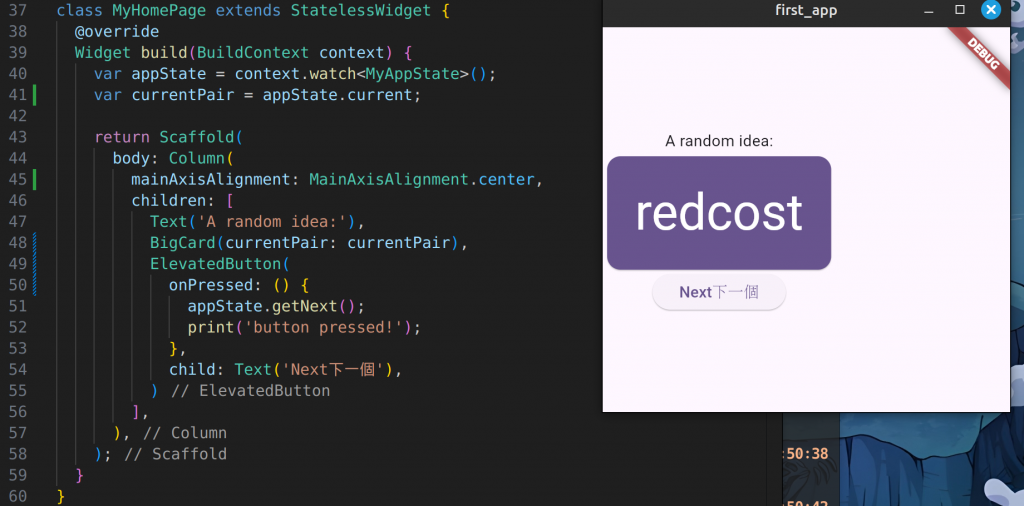 37 class MyHomePage extends StatelessWidget {
38 @override
39 Widget build(BuildContext context) {
40 var appState = context.watch<MyAppState>();
41 var currentPair = appState.current;
42
43 return Scaffold(
44 body: Column(
45 mainAxisAlignment: MainAxisAlignment.center,
46 children: [
47 Text('A random idea:'),
48 BigCard(currentPair: currentPair),
49 ElevatedButton(
50 onPressed: () {
51 appState.getNext();
52 print('button pressed!');
53 },
54 child: Text('Next下一個'),
55 ) // ElevatedButton
56 ],
57 ), // Column
58 ); // Scaffold
59 }
60 }
first_app
DEBUG
A random idea:
redcost
Next下一個
:50:38